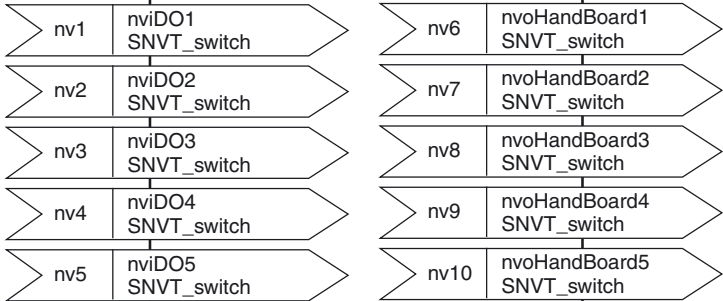 nv1
nviDO1
SNVT_switch
nv2
nviDO2
SNVT_switch
nv3
nviDO3
SNVT_switch
nv4
nviDO4
SNVT_switch
nv5
nviDO5
SNVT_switch
nv6
nvoHandBoard1
SNVT_switch
nv7
nvoHandBoard2
SNVT_switch
nv8
nvoHandBoard3
SNVT_switch
nv9
nvoHandBoard4
SNVT_switch
nv10
nvoHandBoard5
SNVT_switch